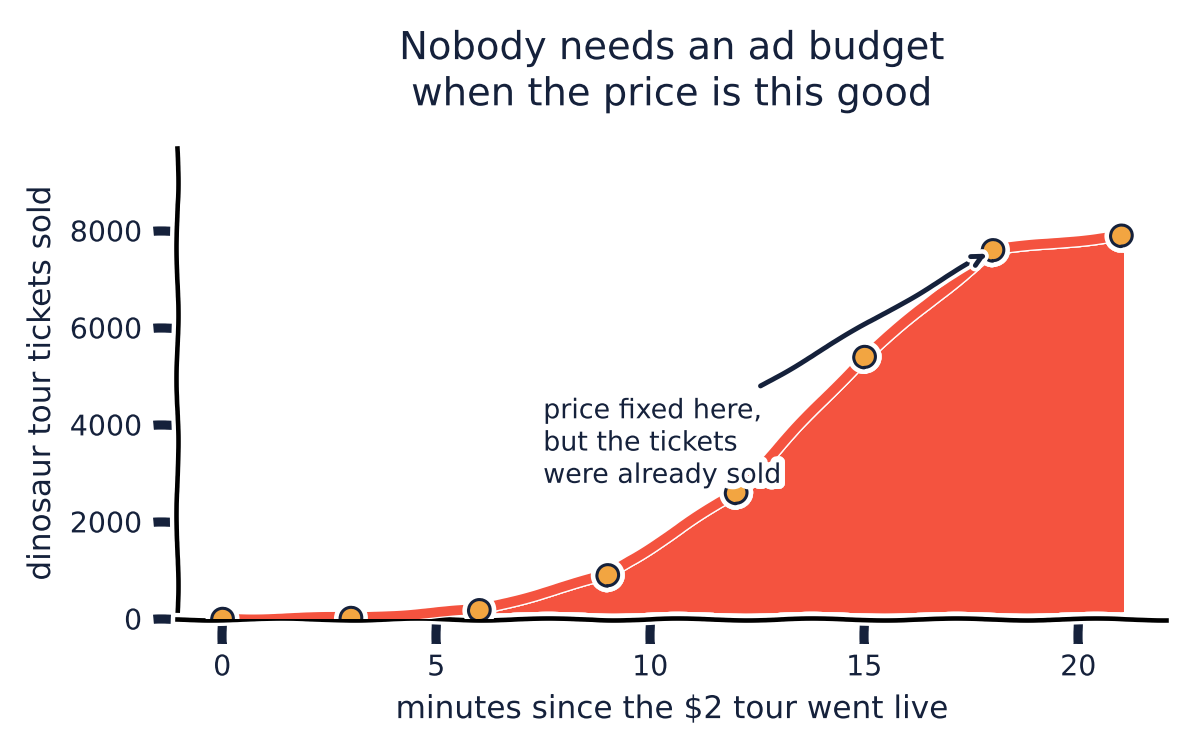 Nobody needs an ad budget
when the price is this good
dinosaur tour tickets sold
8000
6000
4000
2000
0
price fixed here,
but the tickets
were already sold
0
5
10
15
20
minutes since the $2 tour went live